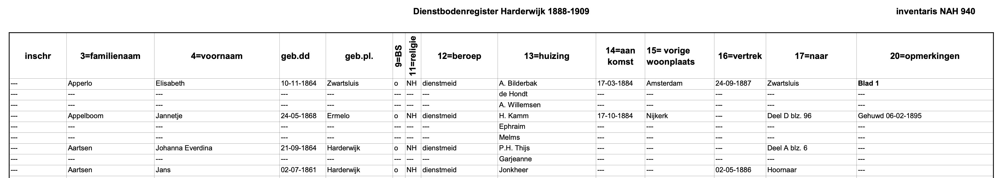 Dienstbodenregister Harderwijk 1888-1909 inventaris NAH 940
inschr 3=familienaam 4=voornaam geb.dd geb.pl. 9=BS 11=religie 12=beroep 13=huizing 14=aan komst 15= vorige woonplaats 16=vertrek 17=naar 20=opmerkingen
--- Apperlo Elisabeth 10-11-1864 Zwartsluis o NH dienstmeid A. Bilderbak 17-03-1884 Amsterdam 24-09-1887 Zwartsluis Blad 1
--- --- --- --- --- --- --- --- de Hondt --- --- --- --- ---
--- --- --- --- --- --- --- --- A. Willemsen --- --- --- --- ---
--- Appelboom Jannetje 24-05-1868 Ermelo o NH dienstmeid H. Kamm 17-10-1884 Nijkerk --- Deel D blz. 96 Gehuwd 06-02-1895
--- --- --- --- --- --- --- --- Ephraim --- --- --- --- ---
--- --- --- --- --- --- --- --- Melms --- --- --- --- ---
--- Aartsen Johanna Everdina 21-09-1864 Harderwijk o NH dienstmeid P.H. Thijs --- --- --- Deel A blz. 6 ---
--- --- --- --- --- --- --- --- Garjeanne --- --- --- --- ---
--- Aartsen Jans 02-07-1861 Harderwijk o NH dienstmeid Jonkheer --- --- 02-05-1886 Hoornaar ---